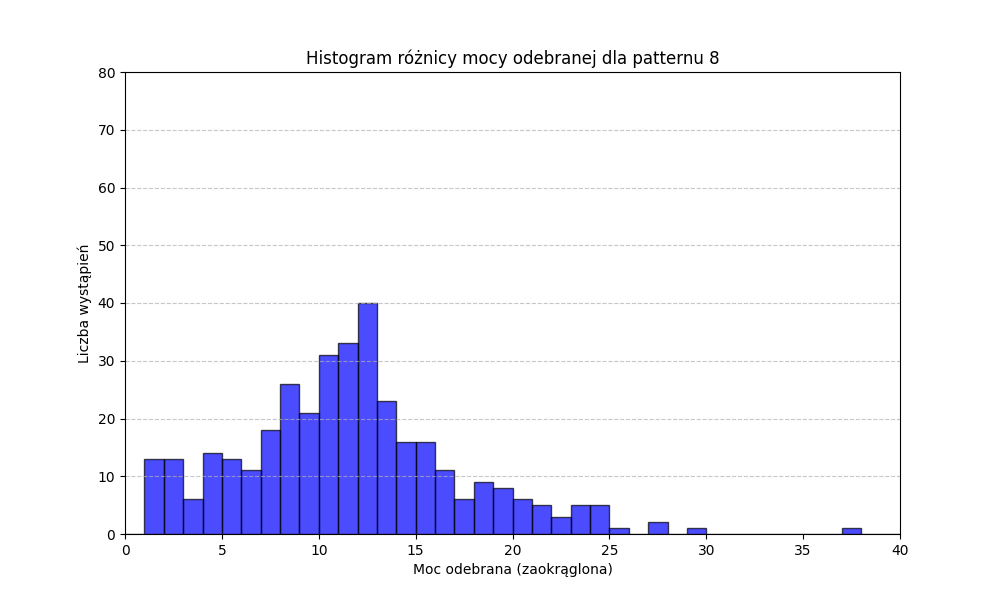 Histogram różnicy mocy odebranej dla patternu 8
80
70
60
50
40
30
20
10
0
Liczba wystąpień
0 5 10 15 20 25 30 35 40
Moc odebrana (zaokrąglona)